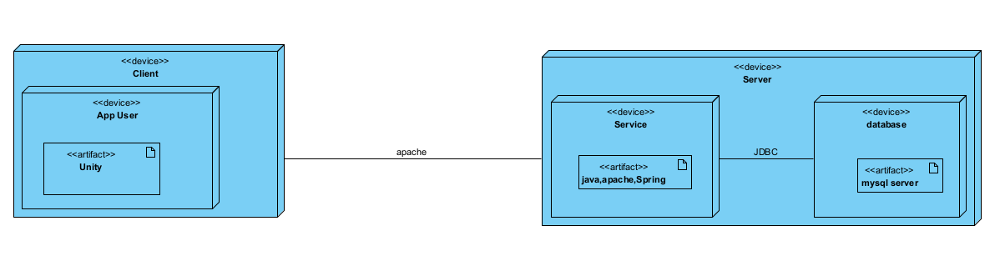 <<device>>
Client
<<device>>
App User
<<artifact>>
Unity
apache
<<device>>
Server
<<device>>
Service
<<artifact>>
java,apache,Spring
JDBC
<<device>>
database
<<artifact>>
mysql server